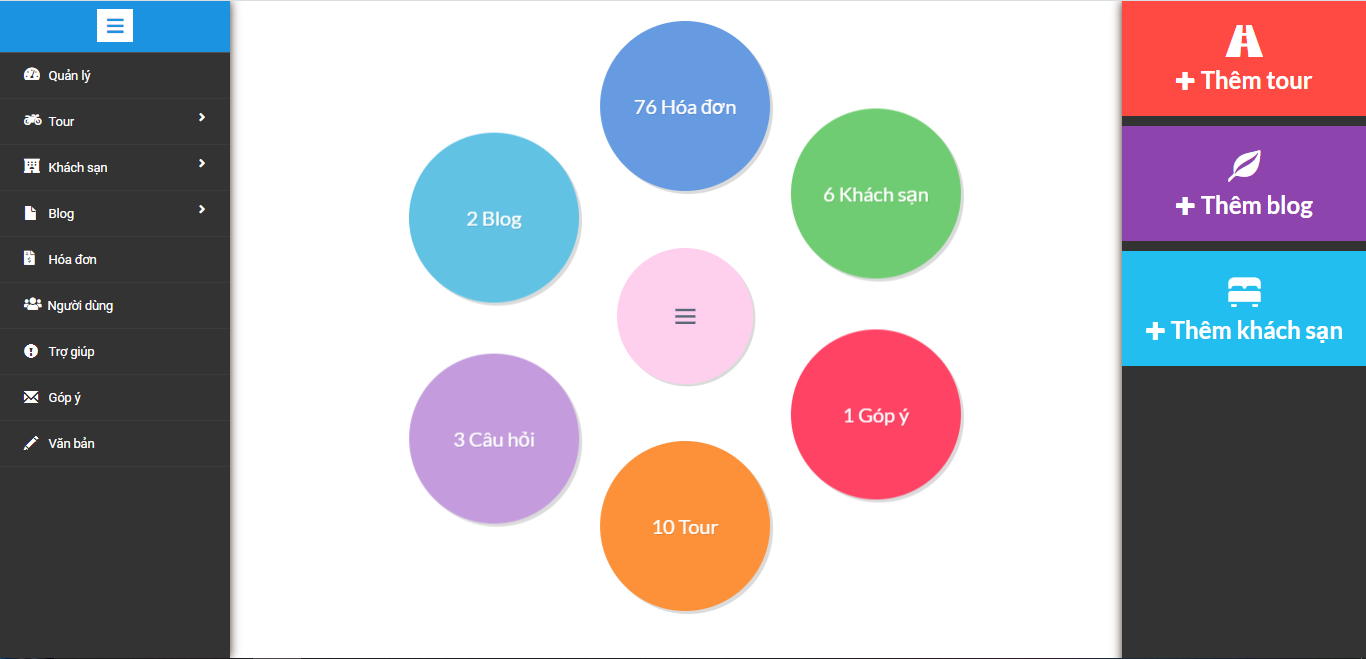 Quản lý
Tour
Khách sạn
Blog
Hóa đơn
Người dùng
Trợ giúp
Góp ý
Văn bản
76 Hóa đơn
6 Khách sạn
2 Blog
1 Góp ý
3 Câu hỏi
10 Tour
Thêm tour
Thêm blog
Thêm khách sạn